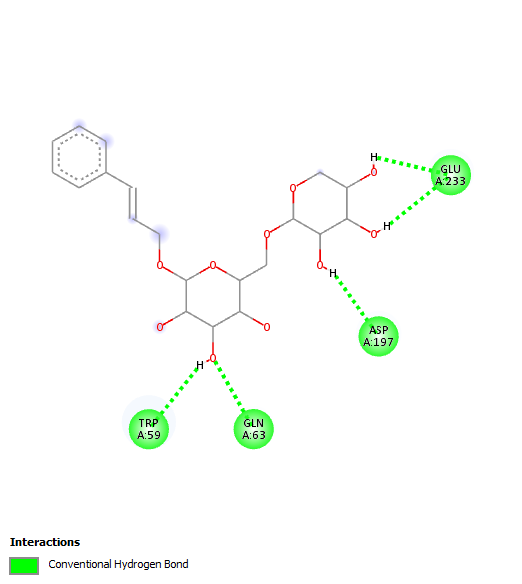 H
O
GLU
A:233
O
H
O
O
O
H
O
O
ASP
A:197
O
O
H
O
TRP
A:59
GLN
A:63
Interactions
Conventional Hydrogen Bond